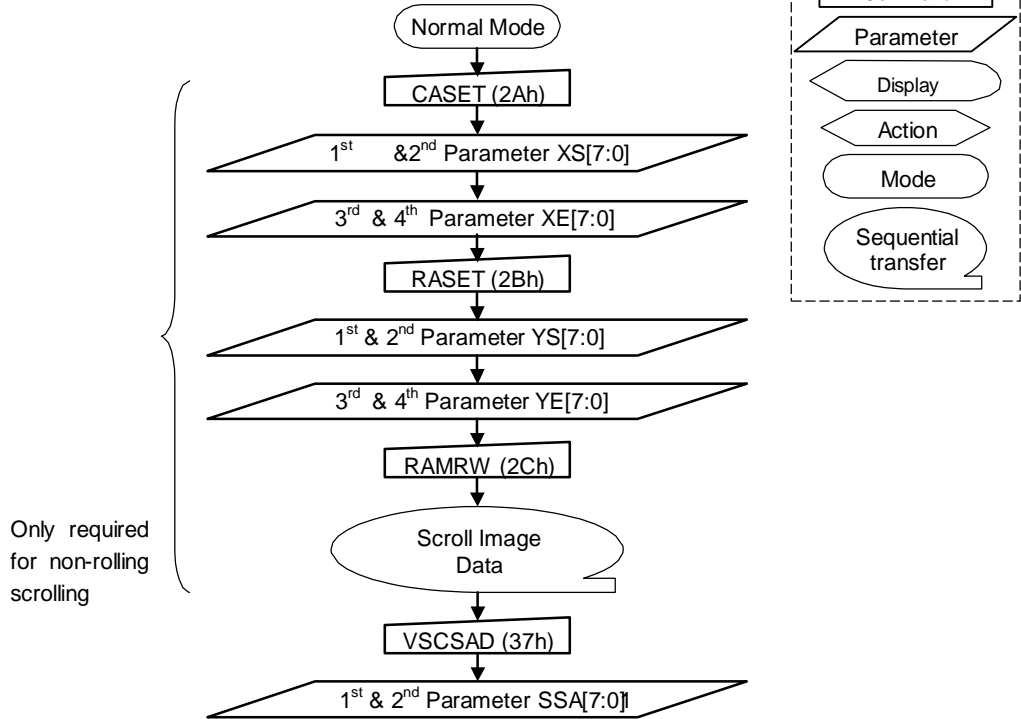 Normal Mode
CASET (2Ah)
1st &2nd Parameter XS[7:0]
3rd & 4th Parameter XE[7:0]
RASET (2Bh)
1st & 2nd Parameter YS[7:0]
3rd & 4th Parameter YE[7:0]
RAMRW (2Ch)
Scroll Image
Data
Only required
for non-rolling
scrolling
VSCSAD (37h)
1st & 2nd Parameter SSA[7:0]1
Parameter
Display
Action
Mode
Sequential
transfer